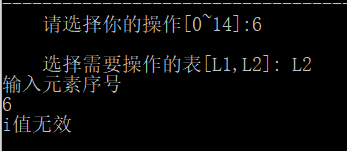 请选择你的操作[0~14]:6
选择需要操作的表[L1,L2]: L2
输入元素序号
6
i值无效